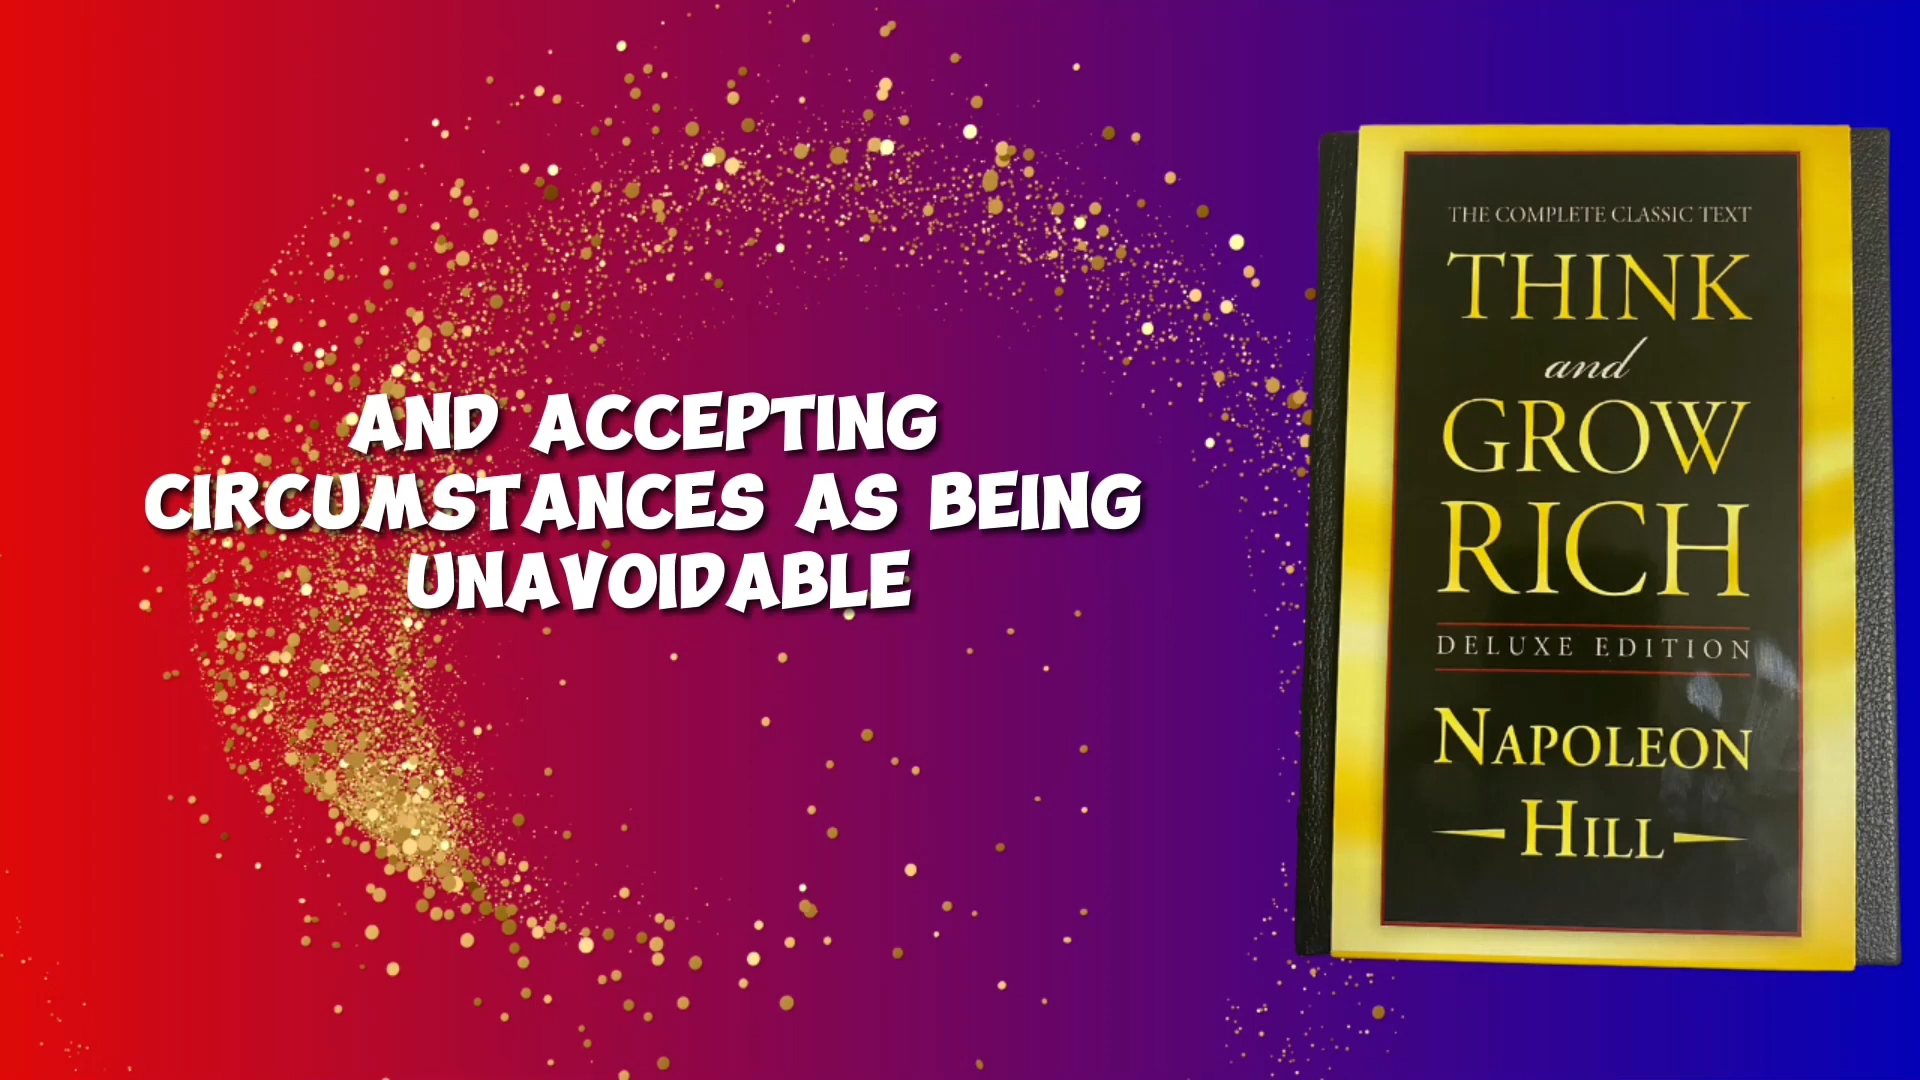 AND ACCEPTING
CIRCUMSTANCES AS BEING
UNAVOIDABLE
THE COMPLETE CLASSIC TEXT
THINK
and
GROW
RICH
DELUXE EDITION
NAPOLEON
HILL